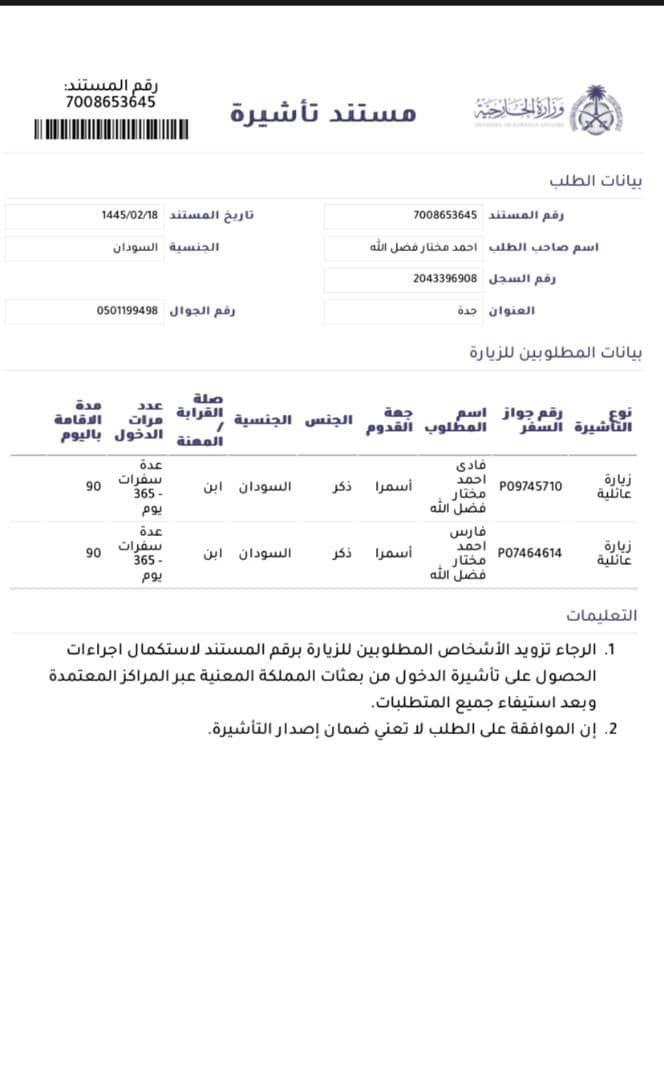 رقم المستند:
7008653645
مستند تأشيرة
وزارة الخارجية
MINISTRY OF FOREIGN AFFAIRS
بيانات الطلب
رقم المستند 7008653645 تاريخ المستند 1445/02/18
اسم صاحب الطلب احمد مختار فضل الله الجنسية السودان
رقم السجل 2043396908
العنوان جدة رقم الجوال 0501199498
بيانات المطلوبين للزيارة
نوع التأشيرة رقم جواز السفر اسم المطلوب جهة القدوم الجنس الجنسية صلة القرابة / المهنة عدد مرات الدخول مدة الاقامة باليوم
زيارة عائلية P09745710 فادى احمد مختار فضل الله أسمرا ذكر السودان ابن عدة سفرات - 365 يوم 90
زيارة عائلية P07464614 فارس احمد مختار فضل الله أسمرا ذكر السودان ابن عدة سفرات - 365 يوم 90
التعليمات
1. الرجاء تزويد الأشخاص المطلوبين للزيارة برقم المستند لاستكمال اجراءات
الحصول على تأشيرة الدخول من بعثات المملكة المعنية عبر المراكز المعتمدة
وبعد استيفاء جميع المتطلبات.
2. إن الموافقة على الطلب لا تعني ضمان إصدار التأشيرة.